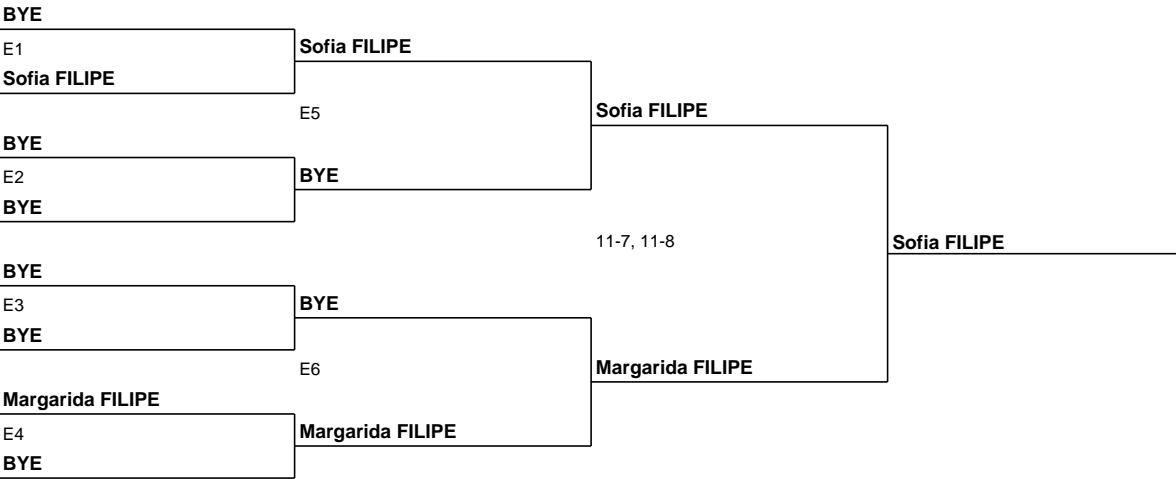 BYE
E1
Sofia FILIPE
BYE
E2
BYE
BYE
E3
BYE
Margarida FILIPE
E4
BYE
Sofia FILIPE
E5
BYE
BYE
E6
Margarida FILIPE
Sofia FILIPE
11-7, 11-8
Margarida FILIPE
Sofia FILIPE